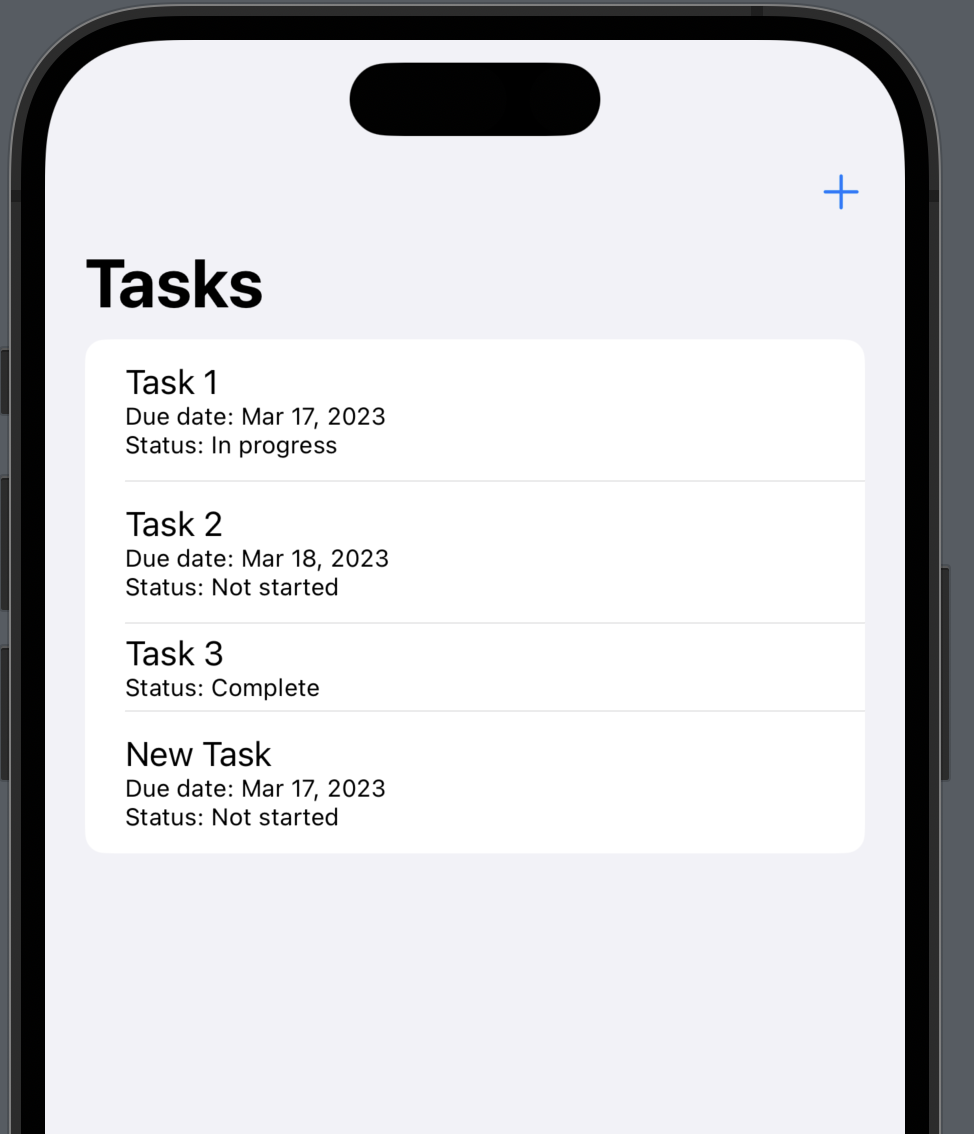 Tasks
Task 1
Due date: Mar 17, 2023
Status: In progress
Task 2
Due date: Mar 18, 2023
Status: Not started
Task 3
Status: Complete
New Task
Due date: Mar 17, 2023
Status: Not started